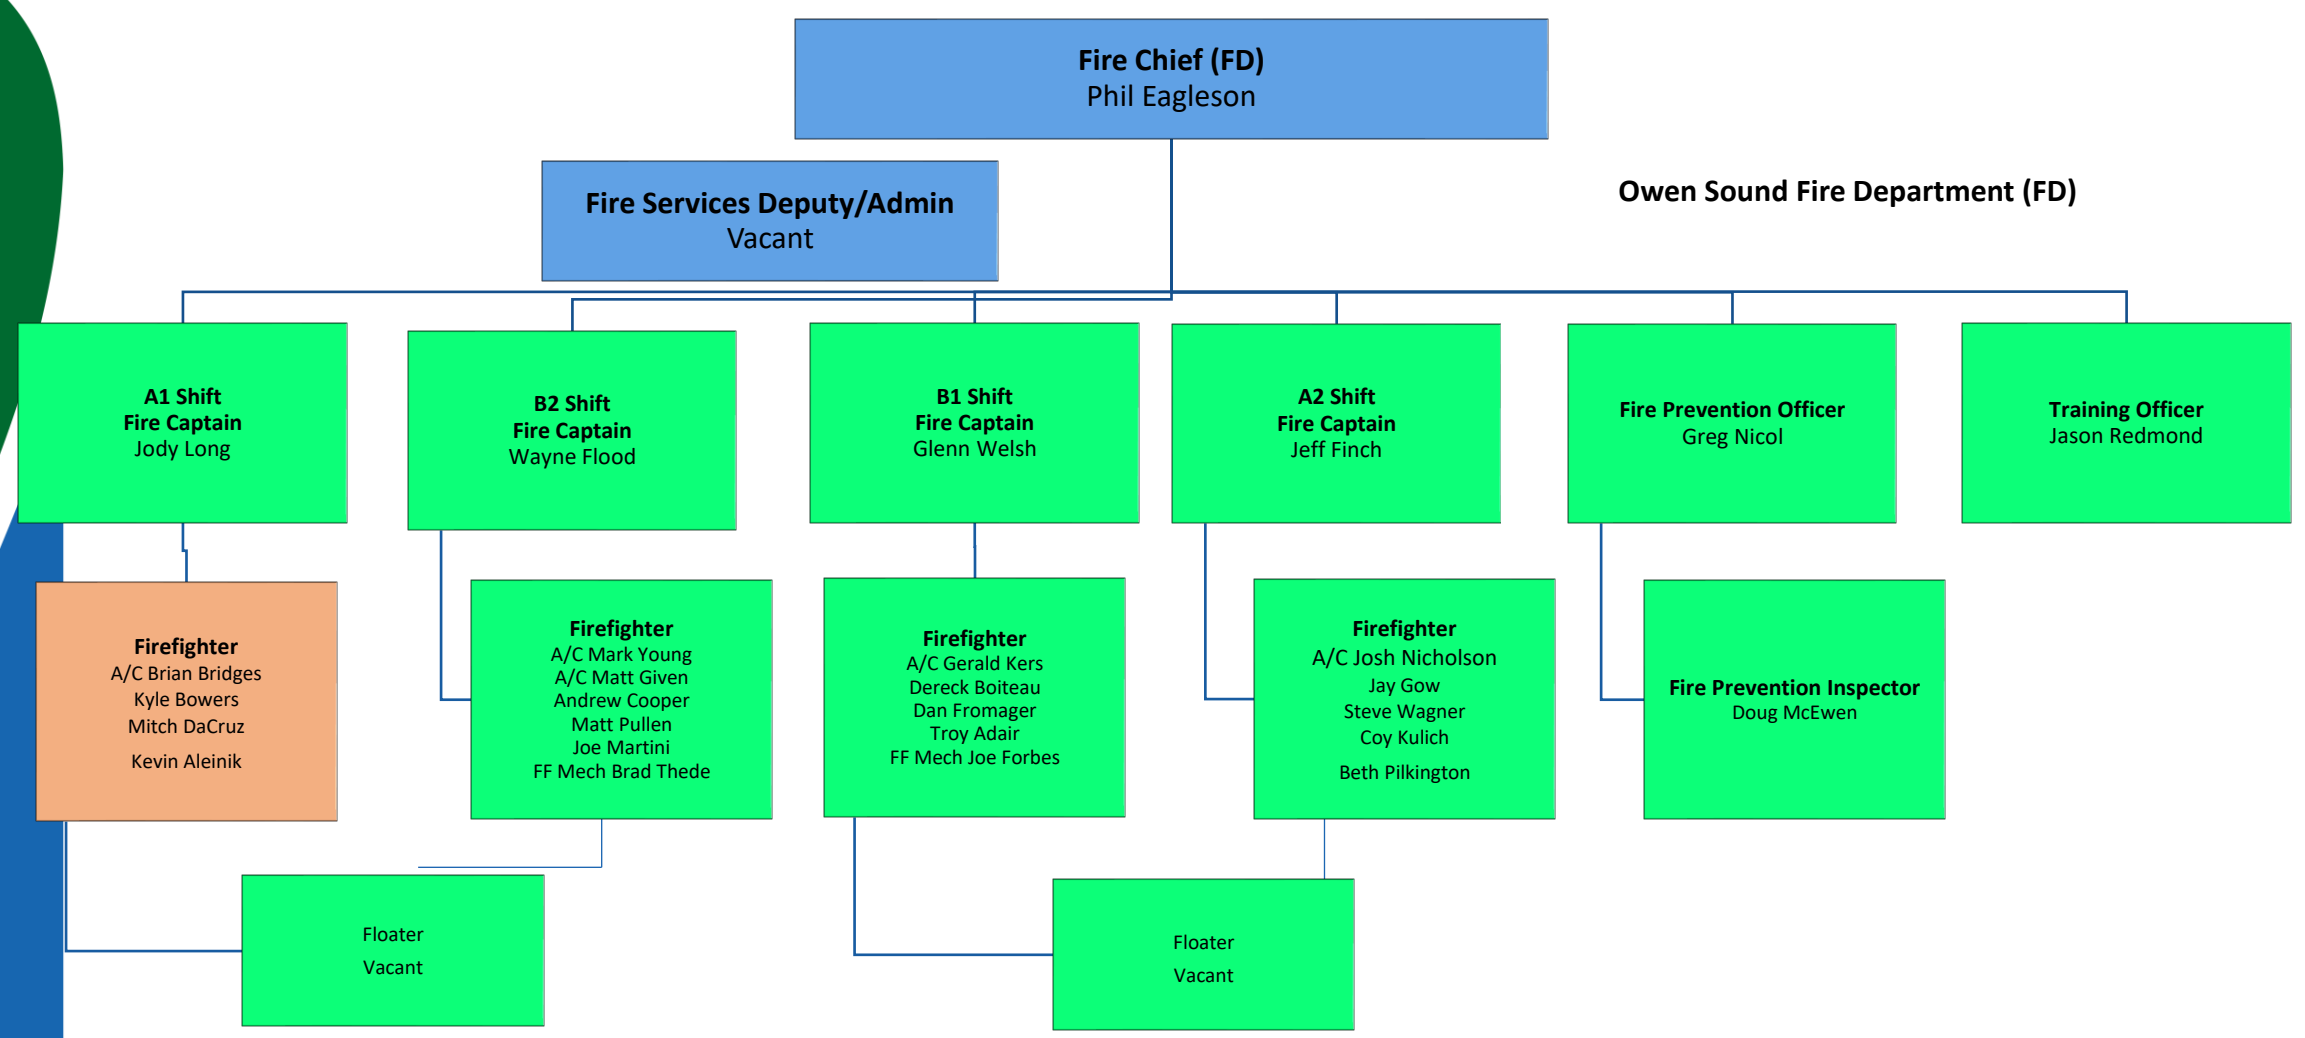 Fire Chief (FD)
Phil Eagleson
Fire Services Deputy/Admin
Vacant
Owen Sound Fire Department (FD)
A1 Shift
Fire Captain
Jody Long
B2 Shift
Fire Captain
Wayne Flood
B1 Shift
Fire Captain
Glenn Welsh
A2 Shift
Fire Captain
Jeff Finch
Fire Prevention Officer
Greg Nicol
Training Officer
Jason Redmond
Firefighter
A/C Brian Bridges
Kyle Bowers
Mitch DaCruz
Kevin Aleinik
Firefighter
A/C Mark Young
A/C Matt Given
Andrew Cooper
Matt Pullen
Joe Martini
FF Mech Brad Thede
Firefighter
A/C Gerald Kers
Dereck Boiteau
Dan Fromager
Troy Adair
FF Mech Joe Forbes
Firefighter
A/C Josh Nicholson
Jay Gow
Steve Wagner
Coy Kulich
Beth Pilkington
Fire Prevention Inspector
Doug McEwen
Floater
Vacant
Floater
Vacant